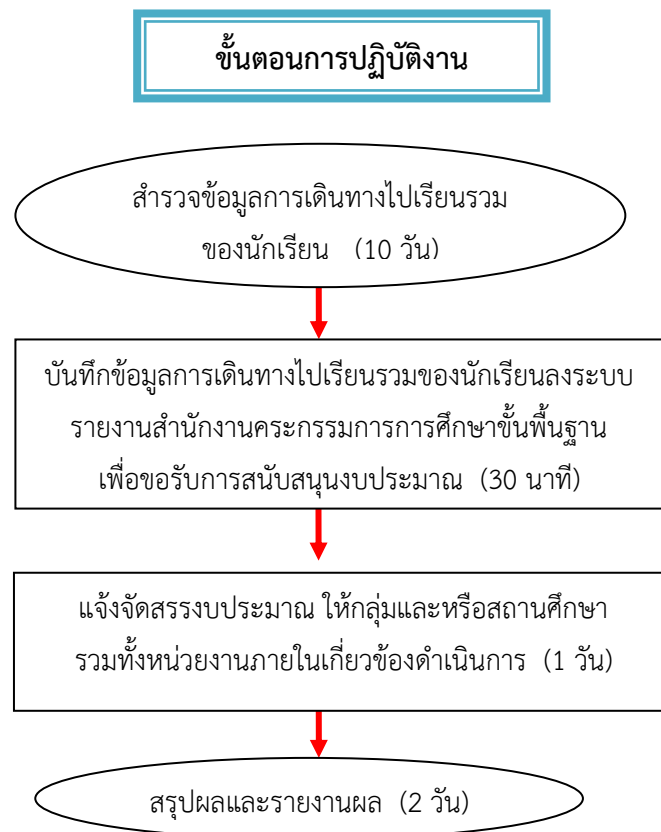 ขั้นตอนการปฏิบัติงาน
สำรวจข้อมูลการเดินทางไปเรียนรวม
ของนักเรียน (10 วัน)
บันทึกข้อมูลการเดินทางไปเรียนรวมของนักเรียนลงระบบ
รายงานสำนักงานคระกรรมการการศึกษาขั้นพื้นฐาน
เพื่อขอรับการสนับสนุนงบประมาณ (30 นาที)
แจ้งจัดสรรงบประมาณ ให้กลุ่มและหรือสถานศึกษา
รวมทั้งหน่วยงานภายในเกี่ยวข้องดำเนินการ (1 วัน)
สรุปผลและรายงานผล (2 วัน)